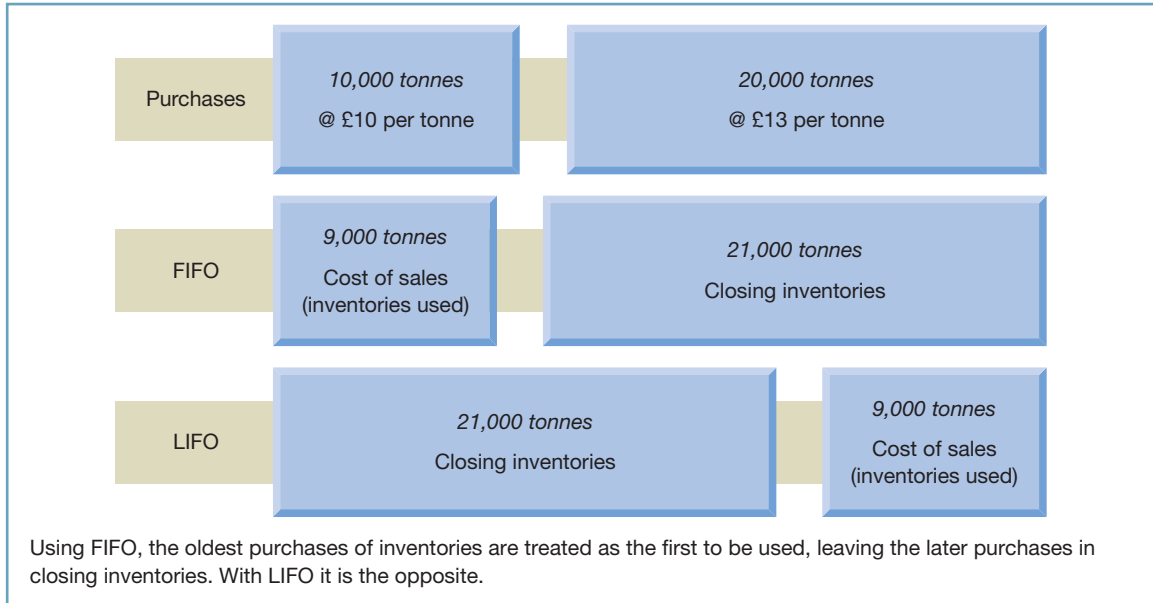 Purchases
10,000 tonnes
@ £10 per tonne
20,000 tonnes
@ £13 per tonne
FIFO
9,000 tonnes
Cost of sales
(inventories used)
21,000 tonnes
Closing inventories
LIFO
21,000 tonnes
Closing inventories
9,000 tonnes
Cost of sales
(inventories used)
Using FIFO, the oldest purchases of inventories are treated as the first to be used, leaving the later purchases in
closing inventories. With LIFO it is the opposite.